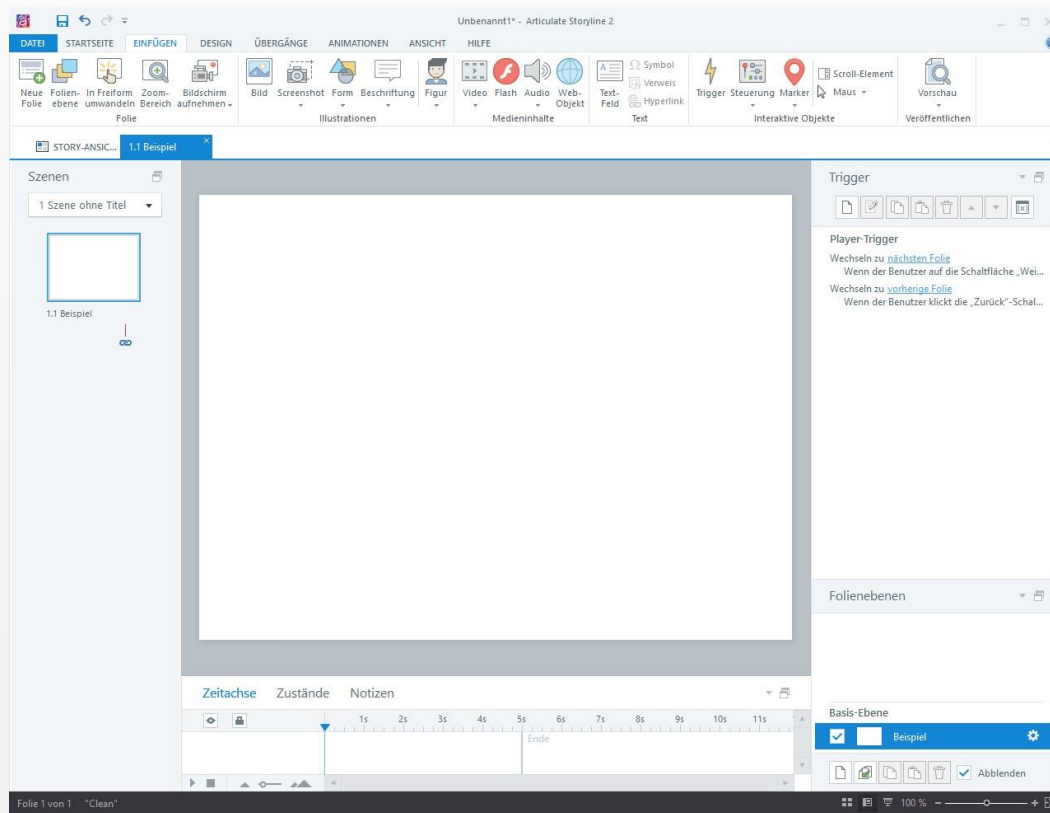 Unbenannt1* - Articulate Storyline 2
DATEI STARTSEITE EINFÜGEN DESIGN ÜBERGÄNGE ANIMATIONEN ANSICHT HILFE
Neue Folie
Folien-ebene
In Freiform umwandeln
Zoom-Bereich
Bildschirm aufnehmen
Folie
Bild
Screenshot
Form
Beschriftung
Figur
Illustrationen
Video
Flash
Audio
Web-Objekt
Medieninhalte
Text-Feld
Symbol
Verweis
Hyperlink
Text
Trigger
Steuerung
Marker
Scroll-Element
Maus
Interaktive Objekte
Vorschau
Veröffentlichen
STORY-ANSIC... 1.1 Beispiel
Szenen
1 Szene ohne Titel
1.1 Beispiel
Trigger
Player-Trigger
Wechseln zu nächsten Folie
Wenn der Benutzer auf die Schaltfläche „Wei...
Wechseln zu vorherige Folie
Wenn der Benutzer klickt die „Zurück"-Schal...
Folienebenen
Basis-Ebene
Beispiel
Abblenden
Zeitachse Zustände Notizen
1s 2s 3s 4s 5s 6s 7s 8s 9s 10s 11s
Ende
Folie 1 von 1 "Clean" 100 %